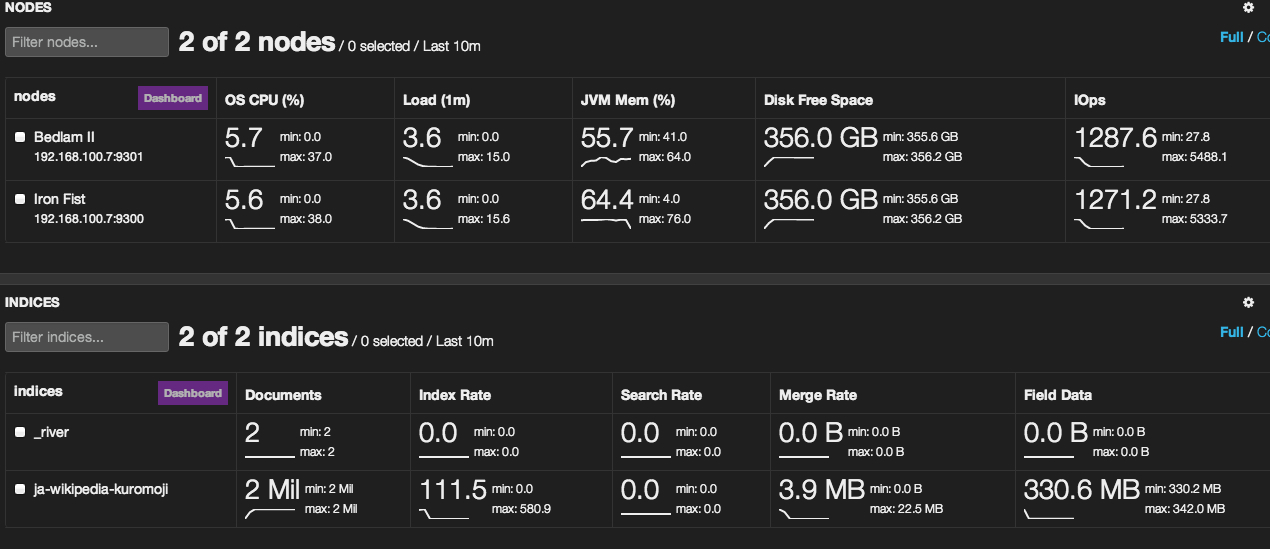 NODES
Filter nodes... 2 of 2 nodes / 0 selected / Last 10m Full / Co
nodes Dashboard OS CPU (%) Load (1m) JVM Mem (%) Disk Free Space IOps
Bedlam II 5.7 min: 0.0 3.6 min: 0.0 55.7 min: 41.0 356.0 GB min: 355.6 GB 1287.6 min: 27.8
192.168.100.7:9301 max: 37.0 max: 15.0 max: 64.0 max: 356.2 GB max: 5488.1
Iron Fist 5.6 min: 0.0 3.6 min: 0.0 64.4 min: 4.0 356.0 GB min: 355.6 GB 1271.2 min: 27.8
192.168.100.7:9300 max: 38.0 max: 15.6 max: 76.0 max: 356.2 GB max: 5333.7
INDICES
Filter indices... 2 of 2 indices / 0 selected / Last 10m Full / Co
indices Dashboard Documents Index Rate Search Rate Merge Rate Field Data
_river 2 min: 2 0.0 min: 0.0 0.0 min: 0.0 0.0 B min: 0.0 B 0.0 B min: 0.0 B
max: 2 max: 0.0 max: 0.0 max: 0.0 B max: 0.0 B
ja-wikipedia-kuromoji 2 Mil min: 2 Mil 111.5 min: 0.0 0.0 min: 0.0 3.9 MB min: 0.0 B 330.6 MB min: 330.2 MB
max: 2 Mil max: 580.9 max: 0.0 max: 22.5 MB max: 342.0 MB